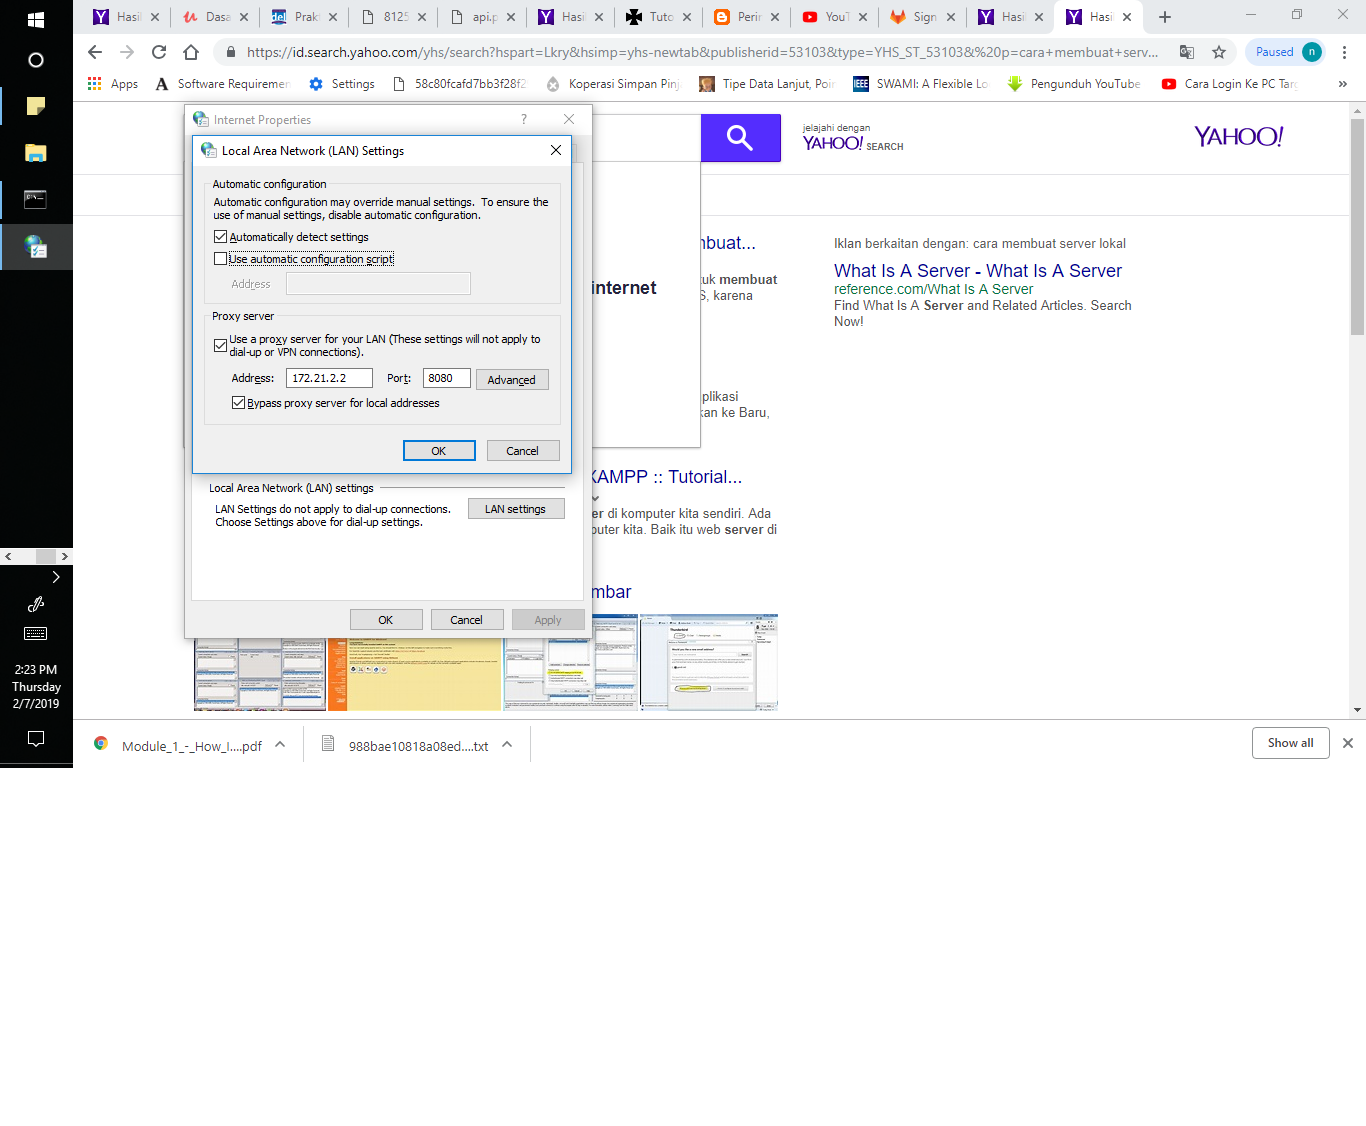 Hasil
Dasa
del
Prakt
8125
api.p
Hasil
Tuto
Perin
YouT
Sign
Hasil
Hasil
https://id.search.yahoo.com/yhs/search?hspart=Lkry&hsimp=yhs-newtab&publisherid=53103&type=YHS_ST_53103&%20p=cara+membuat+serv...
Paused
n
Apps
Software Requiremen
Settings
58c80fcafd7bb3f28f2
Koperasi Simpan Pinj
Tipe Data Lanjut, Poin
IEEE
SWAMI: A Flexible Lo
Pengunduh YouTube
Cara Login Ke PC Targ
»
Internet Properties
?
Local Area Network (LAN) Settings
Automatic configuration
Automatic configuration may override manual settings. To ensure the
use of manual settings, disable automatic configuration.
Automatically detect settings
Use automatic configuration script
Address
Proxy server
Use a proxy server for your LAN (These settings will not apply to
dial-up or VPN connections).
Address:
172.21.2.2
Port:
8080
Advanced
Bypass proxy server for local addresses
OK
Cancel
Local Area Network (LAN) settings
LAN Settings do not apply to dial-up connections.
Choose Settings above for dial-up settings.
LAN settings
OK
Cancel
Apply
jelajahi dengan
YAHOO! SEARCH
YAHOO!
nbuat...
tuk membuat
S, karena
internet
plikasi
kan ke Baru,
XAMPP :: Tutorial...
er di komputer kita sendiri. Ada
puter kita. Baik itu web server di
mbar
Iklan berkaitan dengan: cara membuat server lokal
What Is A Server - What Is A Server
reference.com/What Is A Server
Find What Is A Server and Related Articles. Search
Now!
2:23 PM
Thursday
2/7/2019
Module_1_-_How_I....pdf
988bae10818a08ed....txt
Show all